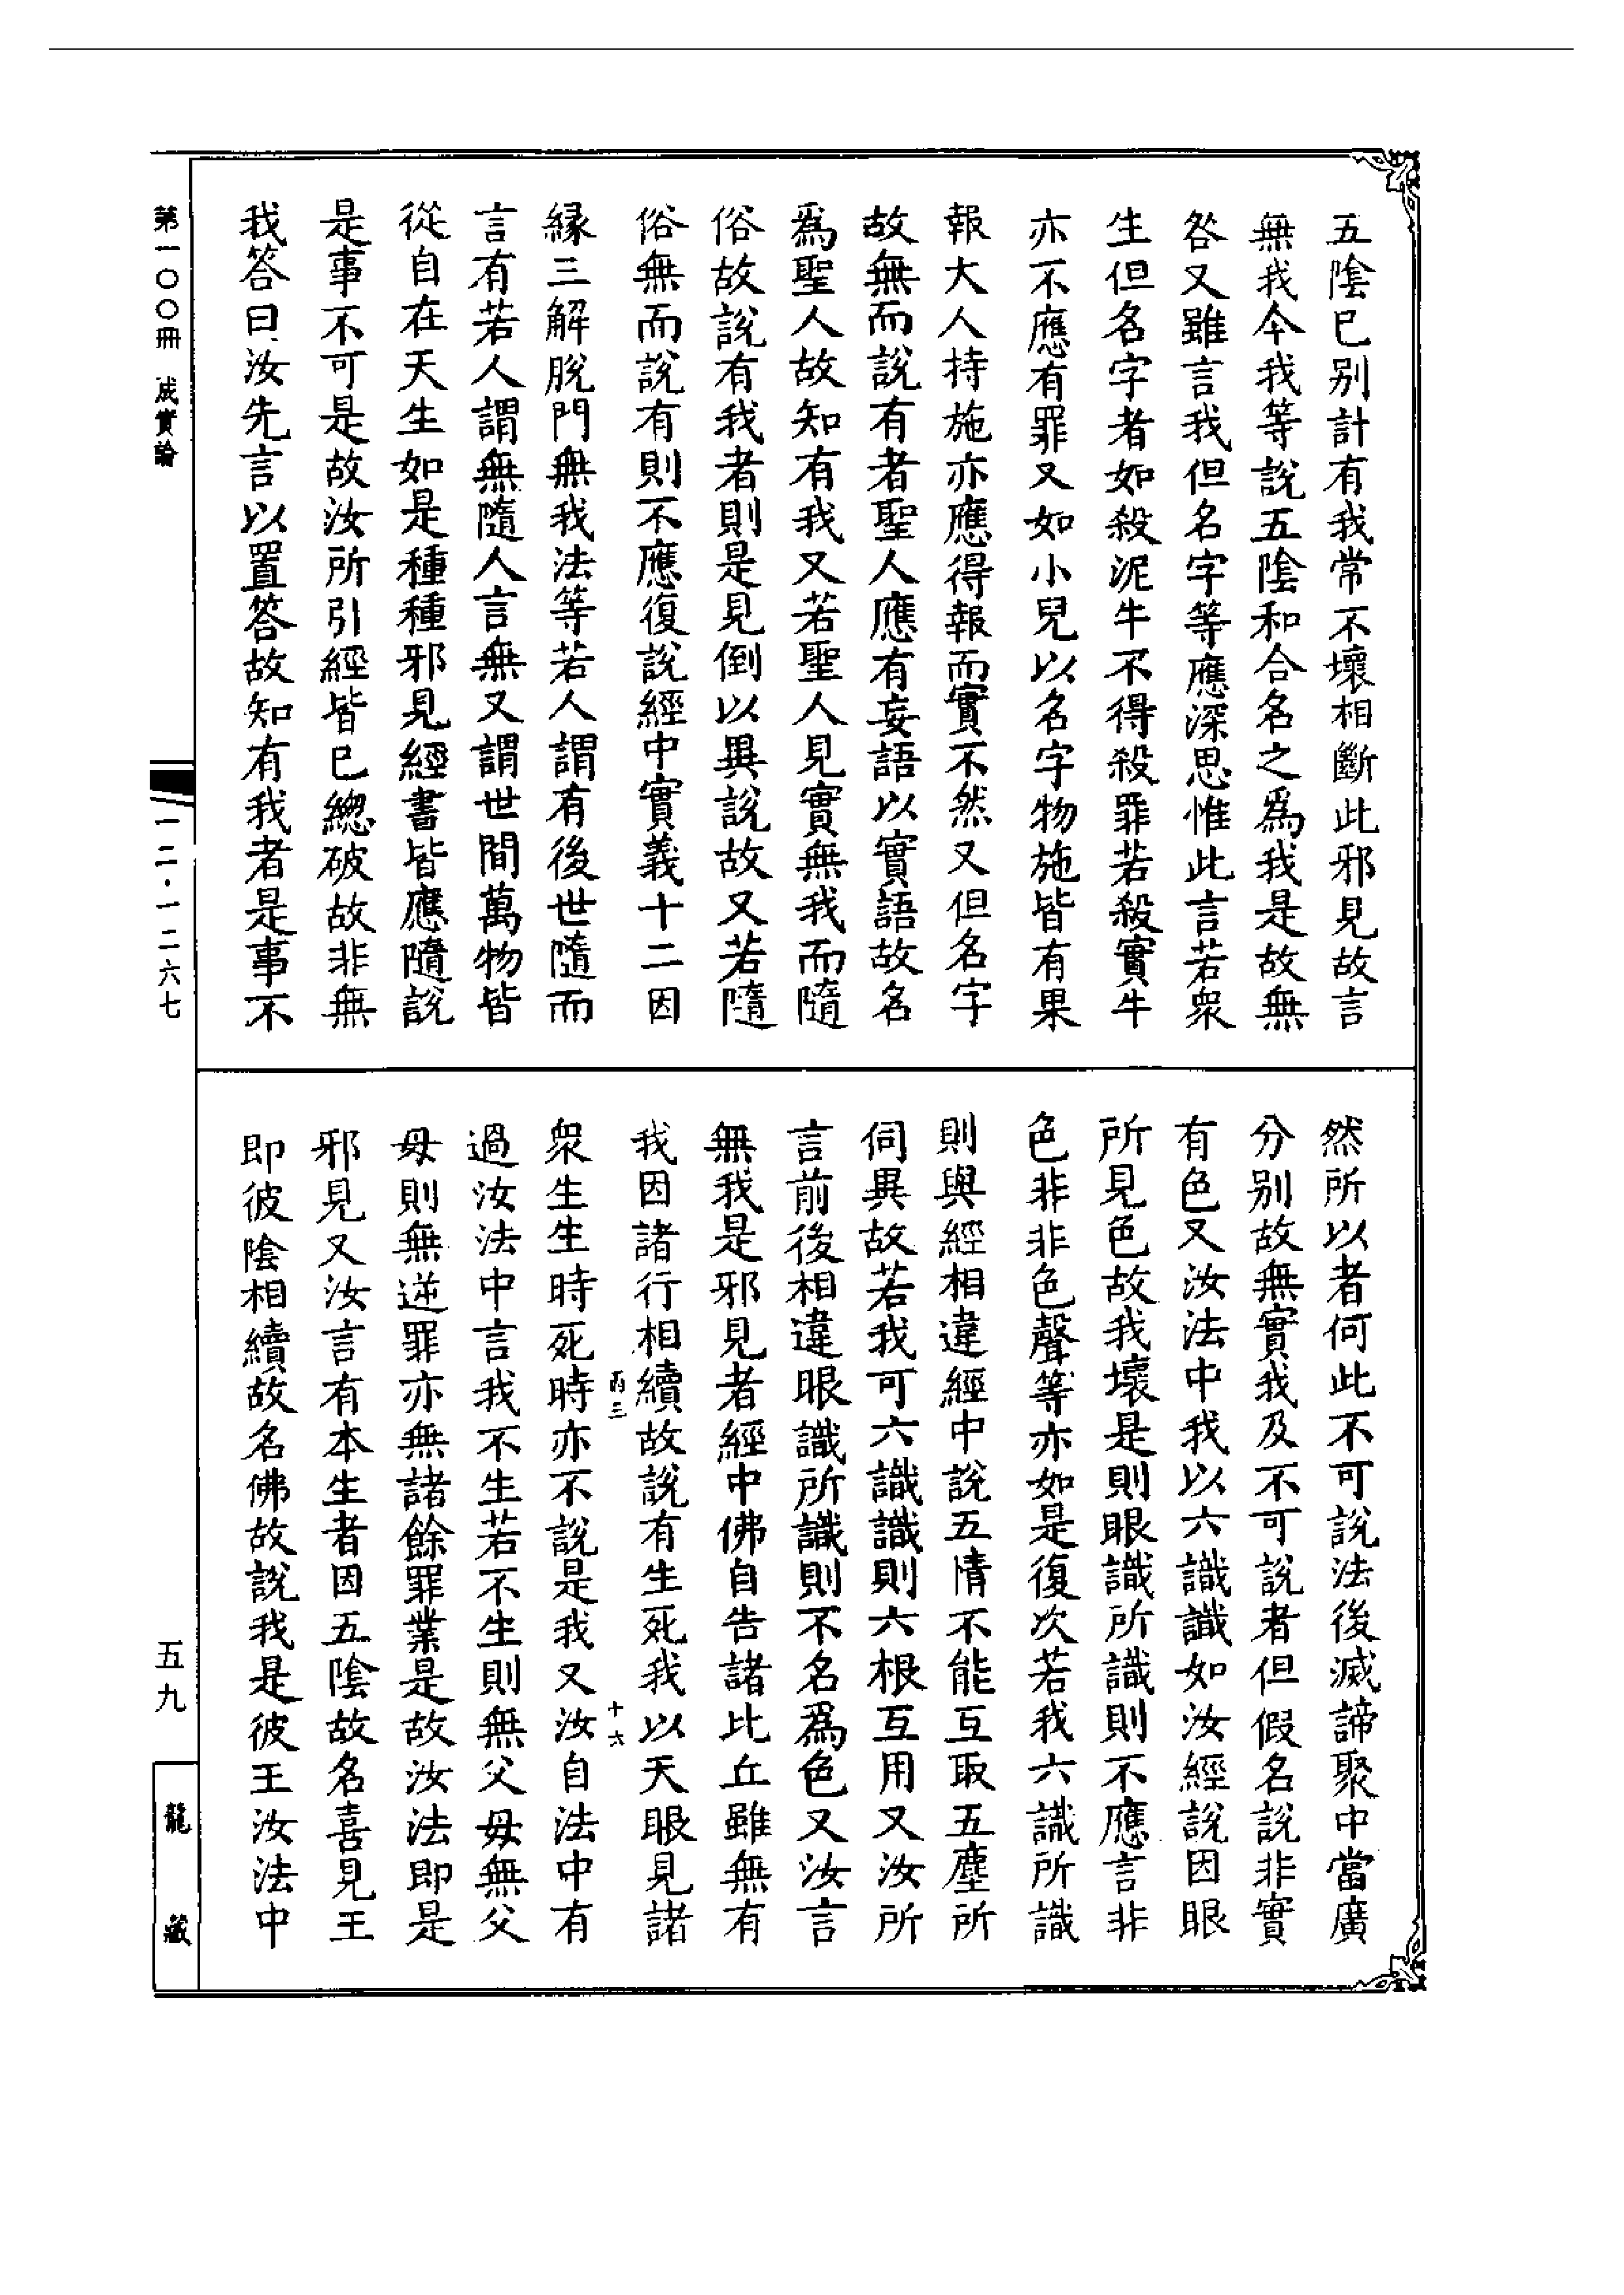 五陰已别計有我常不壞相斷此邪見故言
無我今我等說五陰和合名之爲我是故無
咎又雖言我但名字等應深思惟此言若衆
生但名字者如殺泥牛不得殺罪若殺實牛
亦不應有罪又如小兒以名字物施皆有果
報大人持施亦應得報而實不然又但名字
故無而說有者聖人應有妄語以實語故名
爲聖人故知有我又若聖人見實無我而隨
俗故說有我者則是見倒以異說故又若隨
俗無而說有則不應復說經中實義十二因
緣三解脫門無我法等若人謂有後世隨而
言有若人謂無隨人言無又謂世間萬物皆
從自在天生如是種種邪見經書皆應隨說
是事不可是故汝所引經皆已總破故非無
我答曰汝先言以置答故知有我者是事不
然所以者何此不可說法後滅諦聚中當廣
分别故無實我及不可說者但假名說非實
有色又汝法中我以六識識如汝經說因眼
所見色故我壞是則眼識所識則不應言非
色非非色聲等亦如是復次若我六識所識
則與經相違經中說五情不能互取五塵所
伺異故若我可六識識則六根互用又汝所
言前後相違眼識所識則不名爲色又汝言
無我是邪見者經中佛自告諸比丘雖無有
我因諸行相續故說有生死我以天眼見諸
衆生生時死時亦不說是我又汝自法中有
過汝法中言我不生若不生則無父母無父
母則無逆罪亦無諸餘罪業是故汝法即是
邪見又汝言有本生者因五陰故名喜見王
即彼陰相續故名佛故說我是彼王汝法中
第一〇〇冊 成實論
一二·一二六七
五九
龍藏
十六